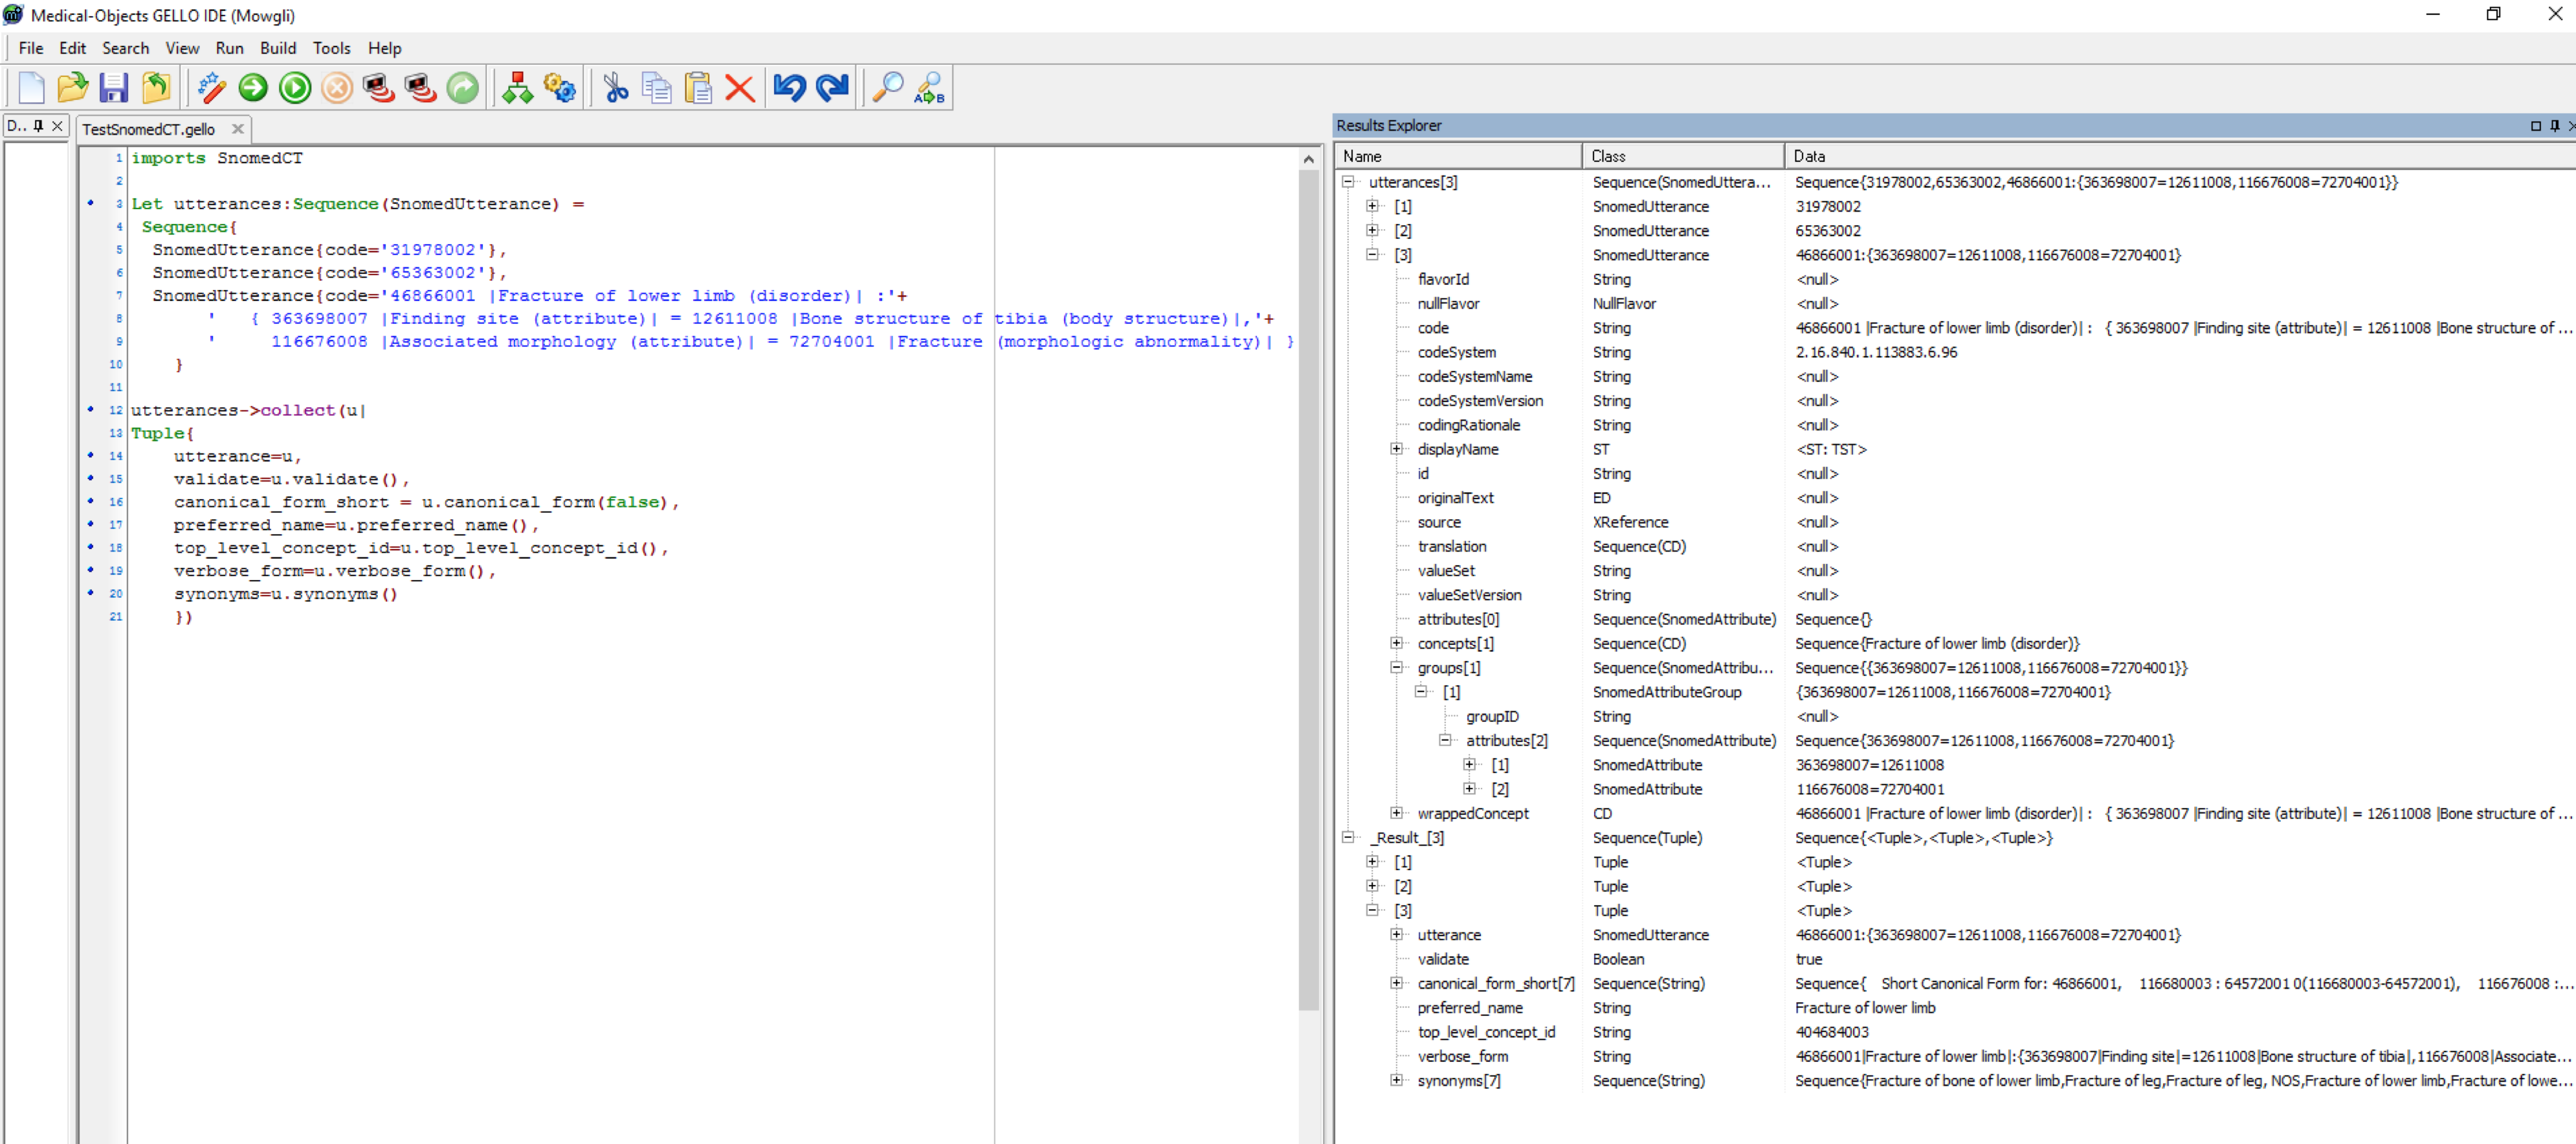 Medical-Objects GELLO IDE (Mowgli)
File Edit Search View Run Build Tools Help
D.. TestSnomedCT.gello
1 imports SnomedCT
2
3 Let utterances:Sequence(SnomedUtterance) =
4 Sequence{
5 SnomedUtterance{code='31978002'},
6 SnomedUtterance{code='65363002'},
7 SnomedUtterance{code='46866001 |Fracture of lower limb (disorder)| :'+
8 ' { 363698007 |Finding site (attribute)| = 12611008 |Bone structure of tibia (body structure)|,'+
9 ' 116676008 |Associated morphology (attribute)| = 72704001 |Fracture (morphologic abnormality)| }
10 }
11
12 utterances->collect(u|
13 Tuple{
14 utterance=u,
15 validate=u.validate(),
16 canonical_form_short = u.canonical_form(false),
17 preferred_name=u.preferred_name(),
18 top_level_concept_id=u.top_level_concept_id(),
19 verbose_form=u.verbose_form(),
20 synonyms=u.synonyms()
21 })
Results Explorer
Name Class Data
utterances[3] Sequence(SnomedUttera... Sequence{31978002,65363002,46866001:{363698007=12611008,116676008=72704001}}
[1] SnomedUtterance 31978002
[2] SnomedUtterance 65363002
[3] SnomedUtterance 46866001:{363698007=12611008,116676008=72704001}
flavorId String <null>
nullFlavor NullFlavor <null>
code String 46866001 |Fracture of lower limb (disorder)| : { 363698007 |Finding site (attribute)| = 12611008 |Bone structure of ...
codeSystem String 2.16.840.1.113883.6.96
codeSystemName String <null>
codeSystemVersion String <null>
codingRationale String <null>
displayName ST <ST: TST>
id String <null>
originalText ED <null>
source XReference <null>
translation Sequence(CD) <null>
valueSet String <null>
valueSetVersion String <null>
attributes[0] Sequence(SnomedAttribute) Sequence{}
concepts[1] Sequence(CD) Sequence{Fracture of lower limb (disorder)}
groups[1] Sequence(SnomedAttribu... Sequence{{363698007=12611008,116676008=72704001}}
[1] SnomedAttributeGroup {363698007=12611008,116676008=72704001}
groupID String <null>
attributes[2] Sequence(SnomedAttribute) Sequence{363698007=12611008,116676008=72704001}
[1] SnomedAttribute 363698007=12611008
[2] SnomedAttribute 116676008=72704001
wrappedConcept CD 46866001 |Fracture of lower limb (disorder)| : { 363698007 |Finding site (attribute)| = 12611008 |Bone structure of ...
_Result_[3] Sequence(Tuple) Sequence{<Tuple>,<Tuple>,<Tuple>}
[1] Tuple <Tuple>
[2] Tuple <Tuple>
[3] Tuple <Tuple>
utterance SnomedUtterance 46866001:{363698007=12611008,116676008=72704001}
validate Boolean true
canonical_form_short[7] Sequence(String) Sequence{ Short Canonical Form for: 46866001, 116680003 : 64572001 0(116680003-64572001), 116676008 :...
preferred_name String Fracture of lower limb
top_level_concept_id String 404684003
verbose_form String 46866001|Fracture of lower limb|:{363698007|Finding site|=12611008|Bone structure of tibia|,116676008|Associate...
synonyms[7] Sequence(String) Sequence{Fracture of bone of lower limb,Fracture of leg,Fracture of leg, NOS,Fracture of lower limb,Fracture of lowe...